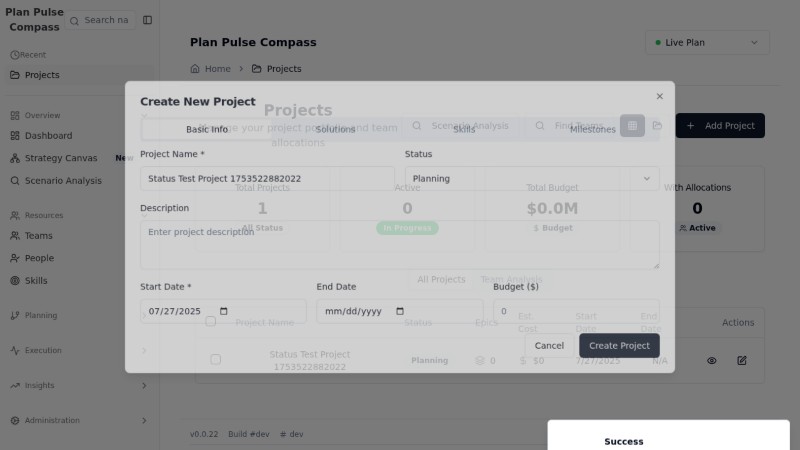 Plan Pulse
Compass
Search na
Recent
Projects
Overview
Dashboard
Strategy Canvas
New
Scenario Analysis
Resources
Teams
People
Skills
Planning
Execution
Insights
Administration
Plan Pulse Compass
Live Plan
Home
Projects
Projects
Manage your project portfolio and team
allocations
Scenario Analysis
Find Teams
Add Project
Total Projects
1
All Status
Active
0
In Progress
Total Budget
$0.0M
$ Budget
With Allocations
0
Active
All Projects
Team Analysis
Project Name
Status
Epics
Est.
Cost
Start
Date
End
Date
Actions
Status Test Project
1753522882022
Planning
0
$ $0
7/27/2025
N/A
Create New Project
Basic Info
Solutions
Skills
Milestones
Project Name *
Status Test Project 1753522882022
Status
Planning
Description
Enter project description
Start Date *
07/27/2025
End Date
mm/dd/yyyy
Budget ($)
0
Cancel
Create Project
v0.0.22
Build #dev
# dev
Success